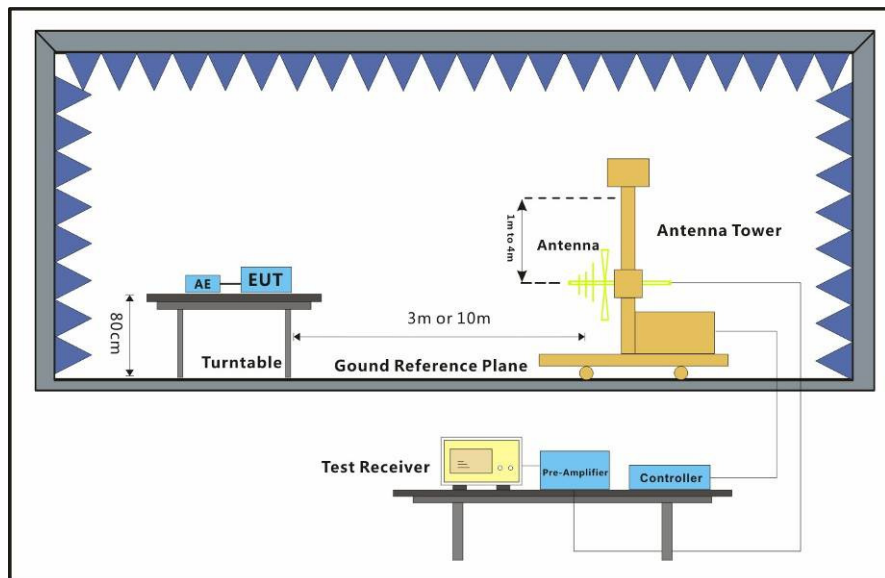 1m to 4m
Antenna
Antenna Tower
AE
EUT
80cm
3m or 10m
Turntable
Gound Reference Plane
Test Receiver
Pre-Amplifier
Controller